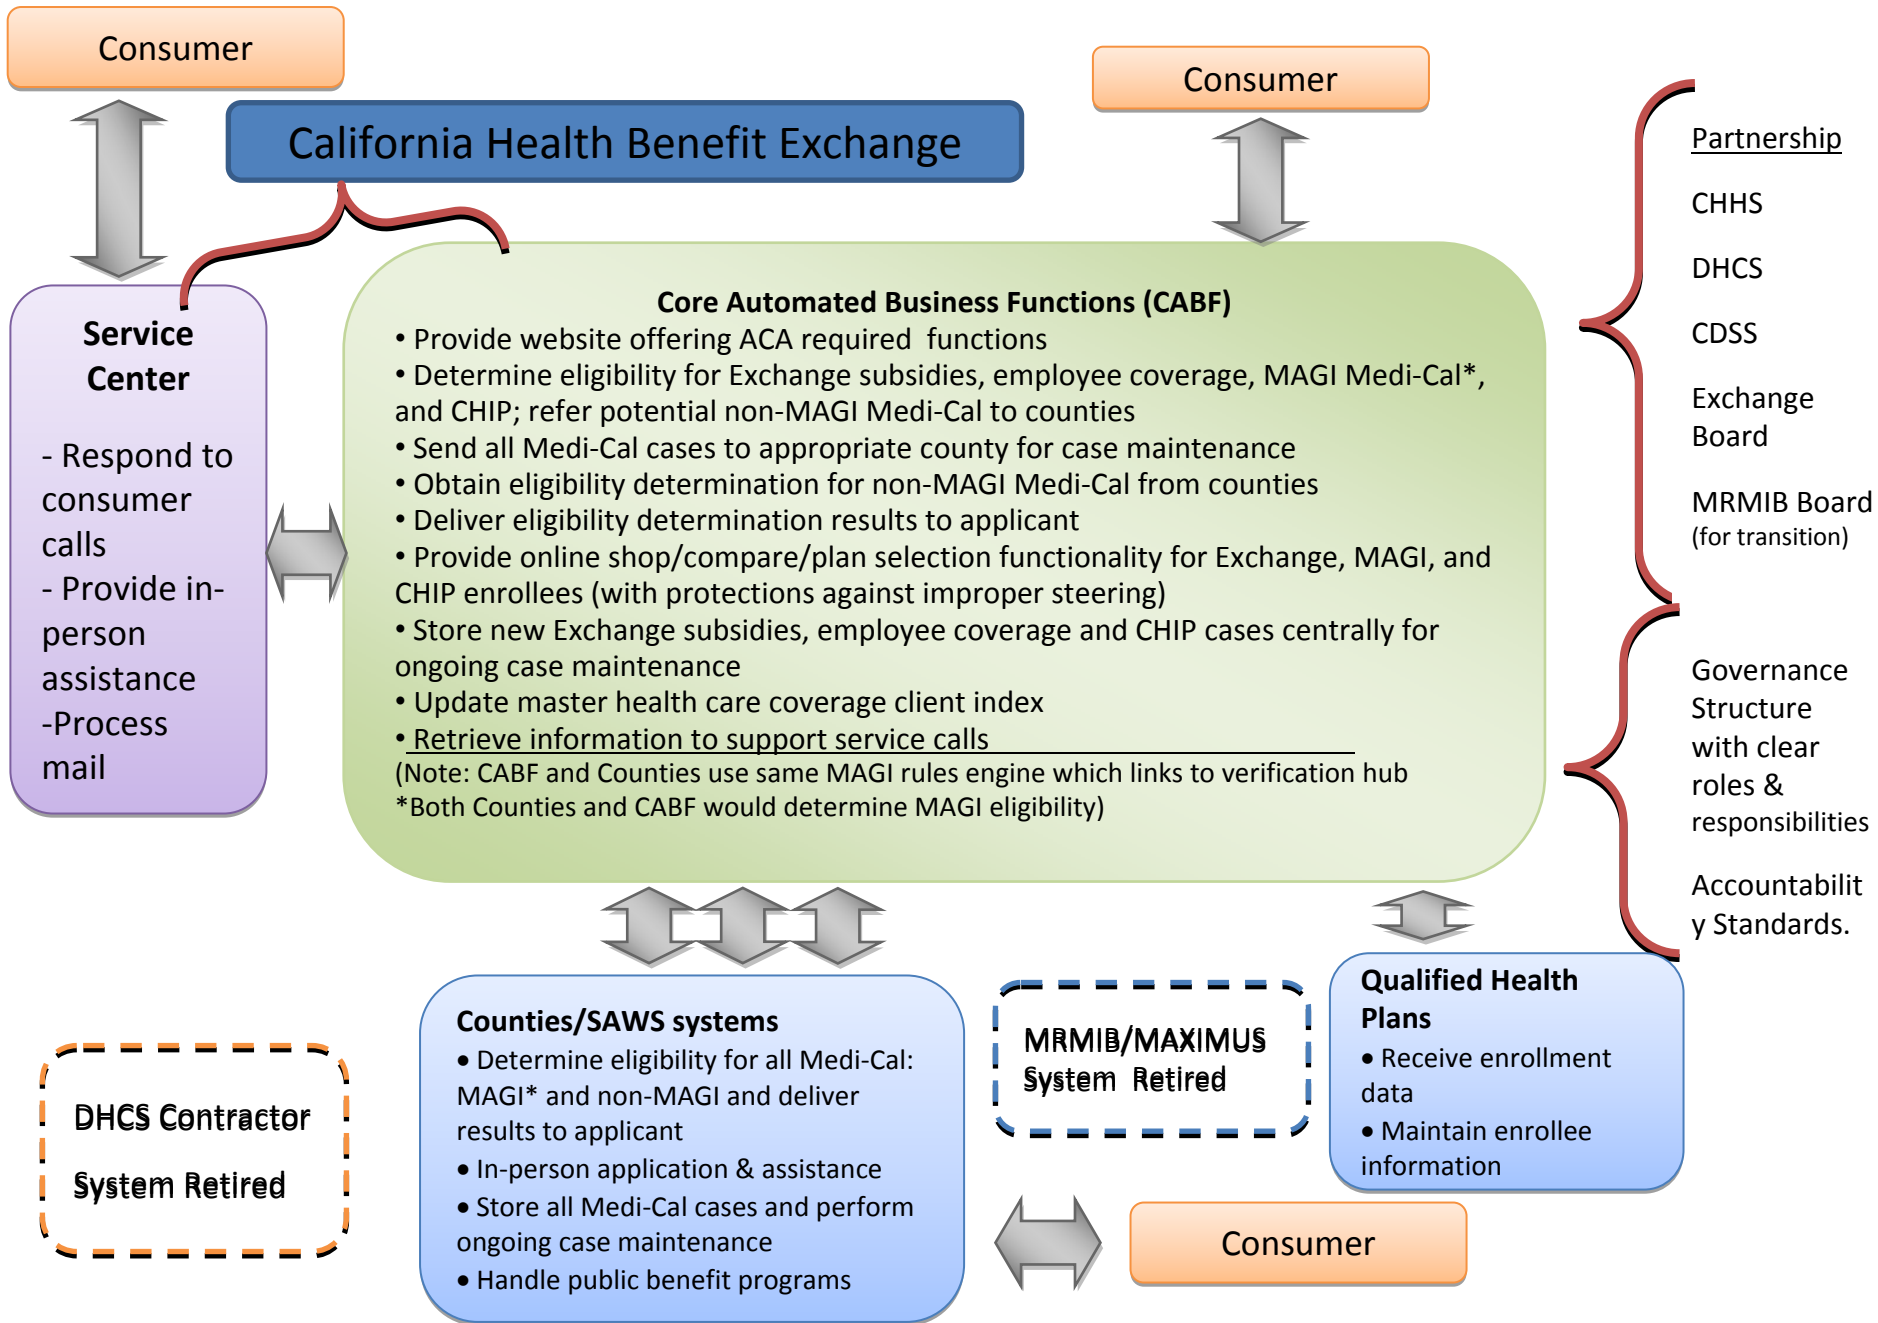 Consumer
California Health Benefit Exchange
Consumer
Service
Center
- Respond to
consumer
calls
- Provide in-
person
assistance
-Process
mail
Core Automated Business Functions (CABF)
• Provide website offering ACA required  functions
• Determine eligibility for Exchange subsidies, employee coverage, MAGI Medi-Cal*,
and CHIP; refer potential non-MAGI Medi-Cal to counties
• Send all Medi-Cal cases to appropriate county for case maintenance
• Obtain eligibility determination for non-MAGI Medi-Cal from counties
• Deliver eligibility determination results to applicant
• Provide online shop/compare/plan selection functionality for Exchange, MAGI, and
CHIP enrollees (with protections against improper steering)
• Store new Exchange subsidies, employee coverage and CHIP cases centrally for
ongoing case maintenance
• Update master health care coverage client index
• Retrieve information to support service calls
(Note: CABF and Counties use same MAGI rules engine which links to verification hub
*Both Counties and CABF would determine MAGI eligibility)
Partnership
CHHS
DHCS
CDSS
Exchange
Board
MRMIB Board
(for transition)
Governance
Structure
with clear
roles &
responsibilities
Accountabilit
y Standards.
DHCS Contractor
System Retired
Counties/SAWS systems
• Determine eligibility for all Medi-Cal:
MAGI* and non-MAGI and deliver
results to applicant
• In-person application & assistance
• Store all Medi-Cal cases and perform
ongoing case maintenance
• Handle public benefit programs
MRMIB/MAXIMUS
System  Retired
Qualified Health
Plans
• Receive enrollment
data
• Maintain enrollee
information
Consumer